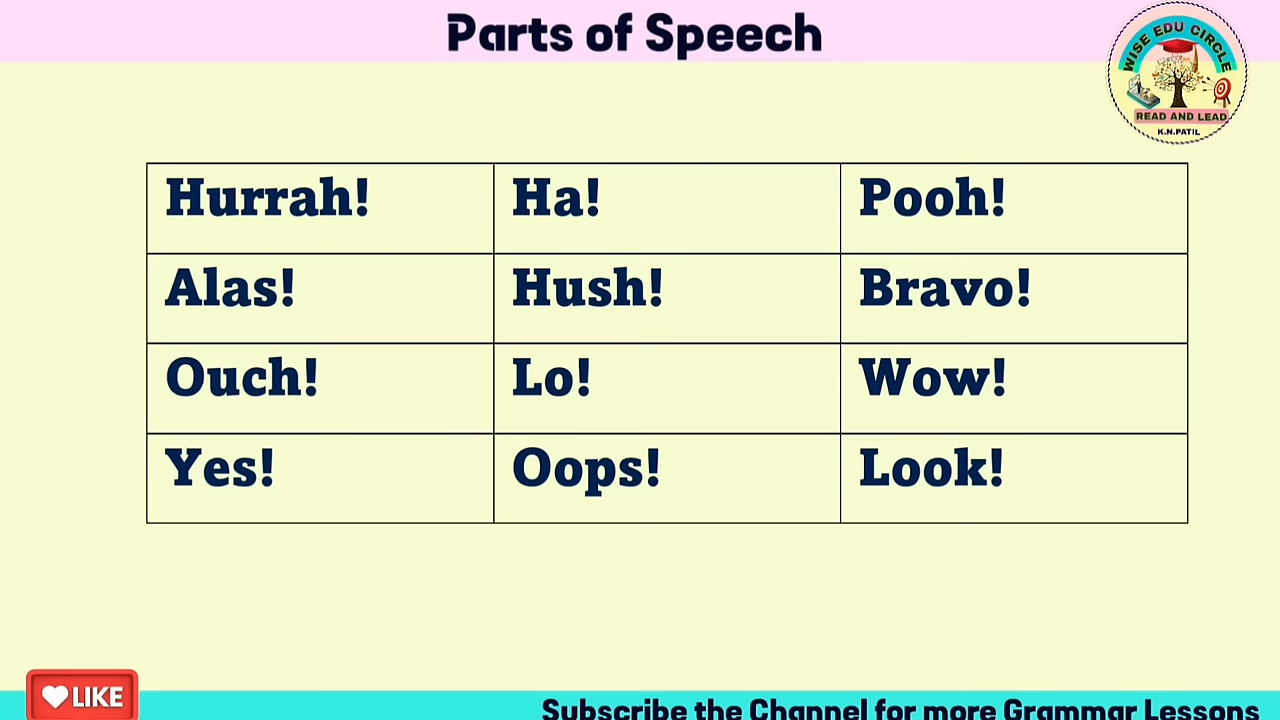 Parts of Speech
WISE EDU CIRCLE
READ AND LEAD
K.N.PATIL
Hurrah! Ha! Pooh!
Alas! Hush! Bravo!
Ouch! Lo! Wow!
Yes! Oops! Look!
LIKE
Subscribe the Channel for more Grammar Lessons